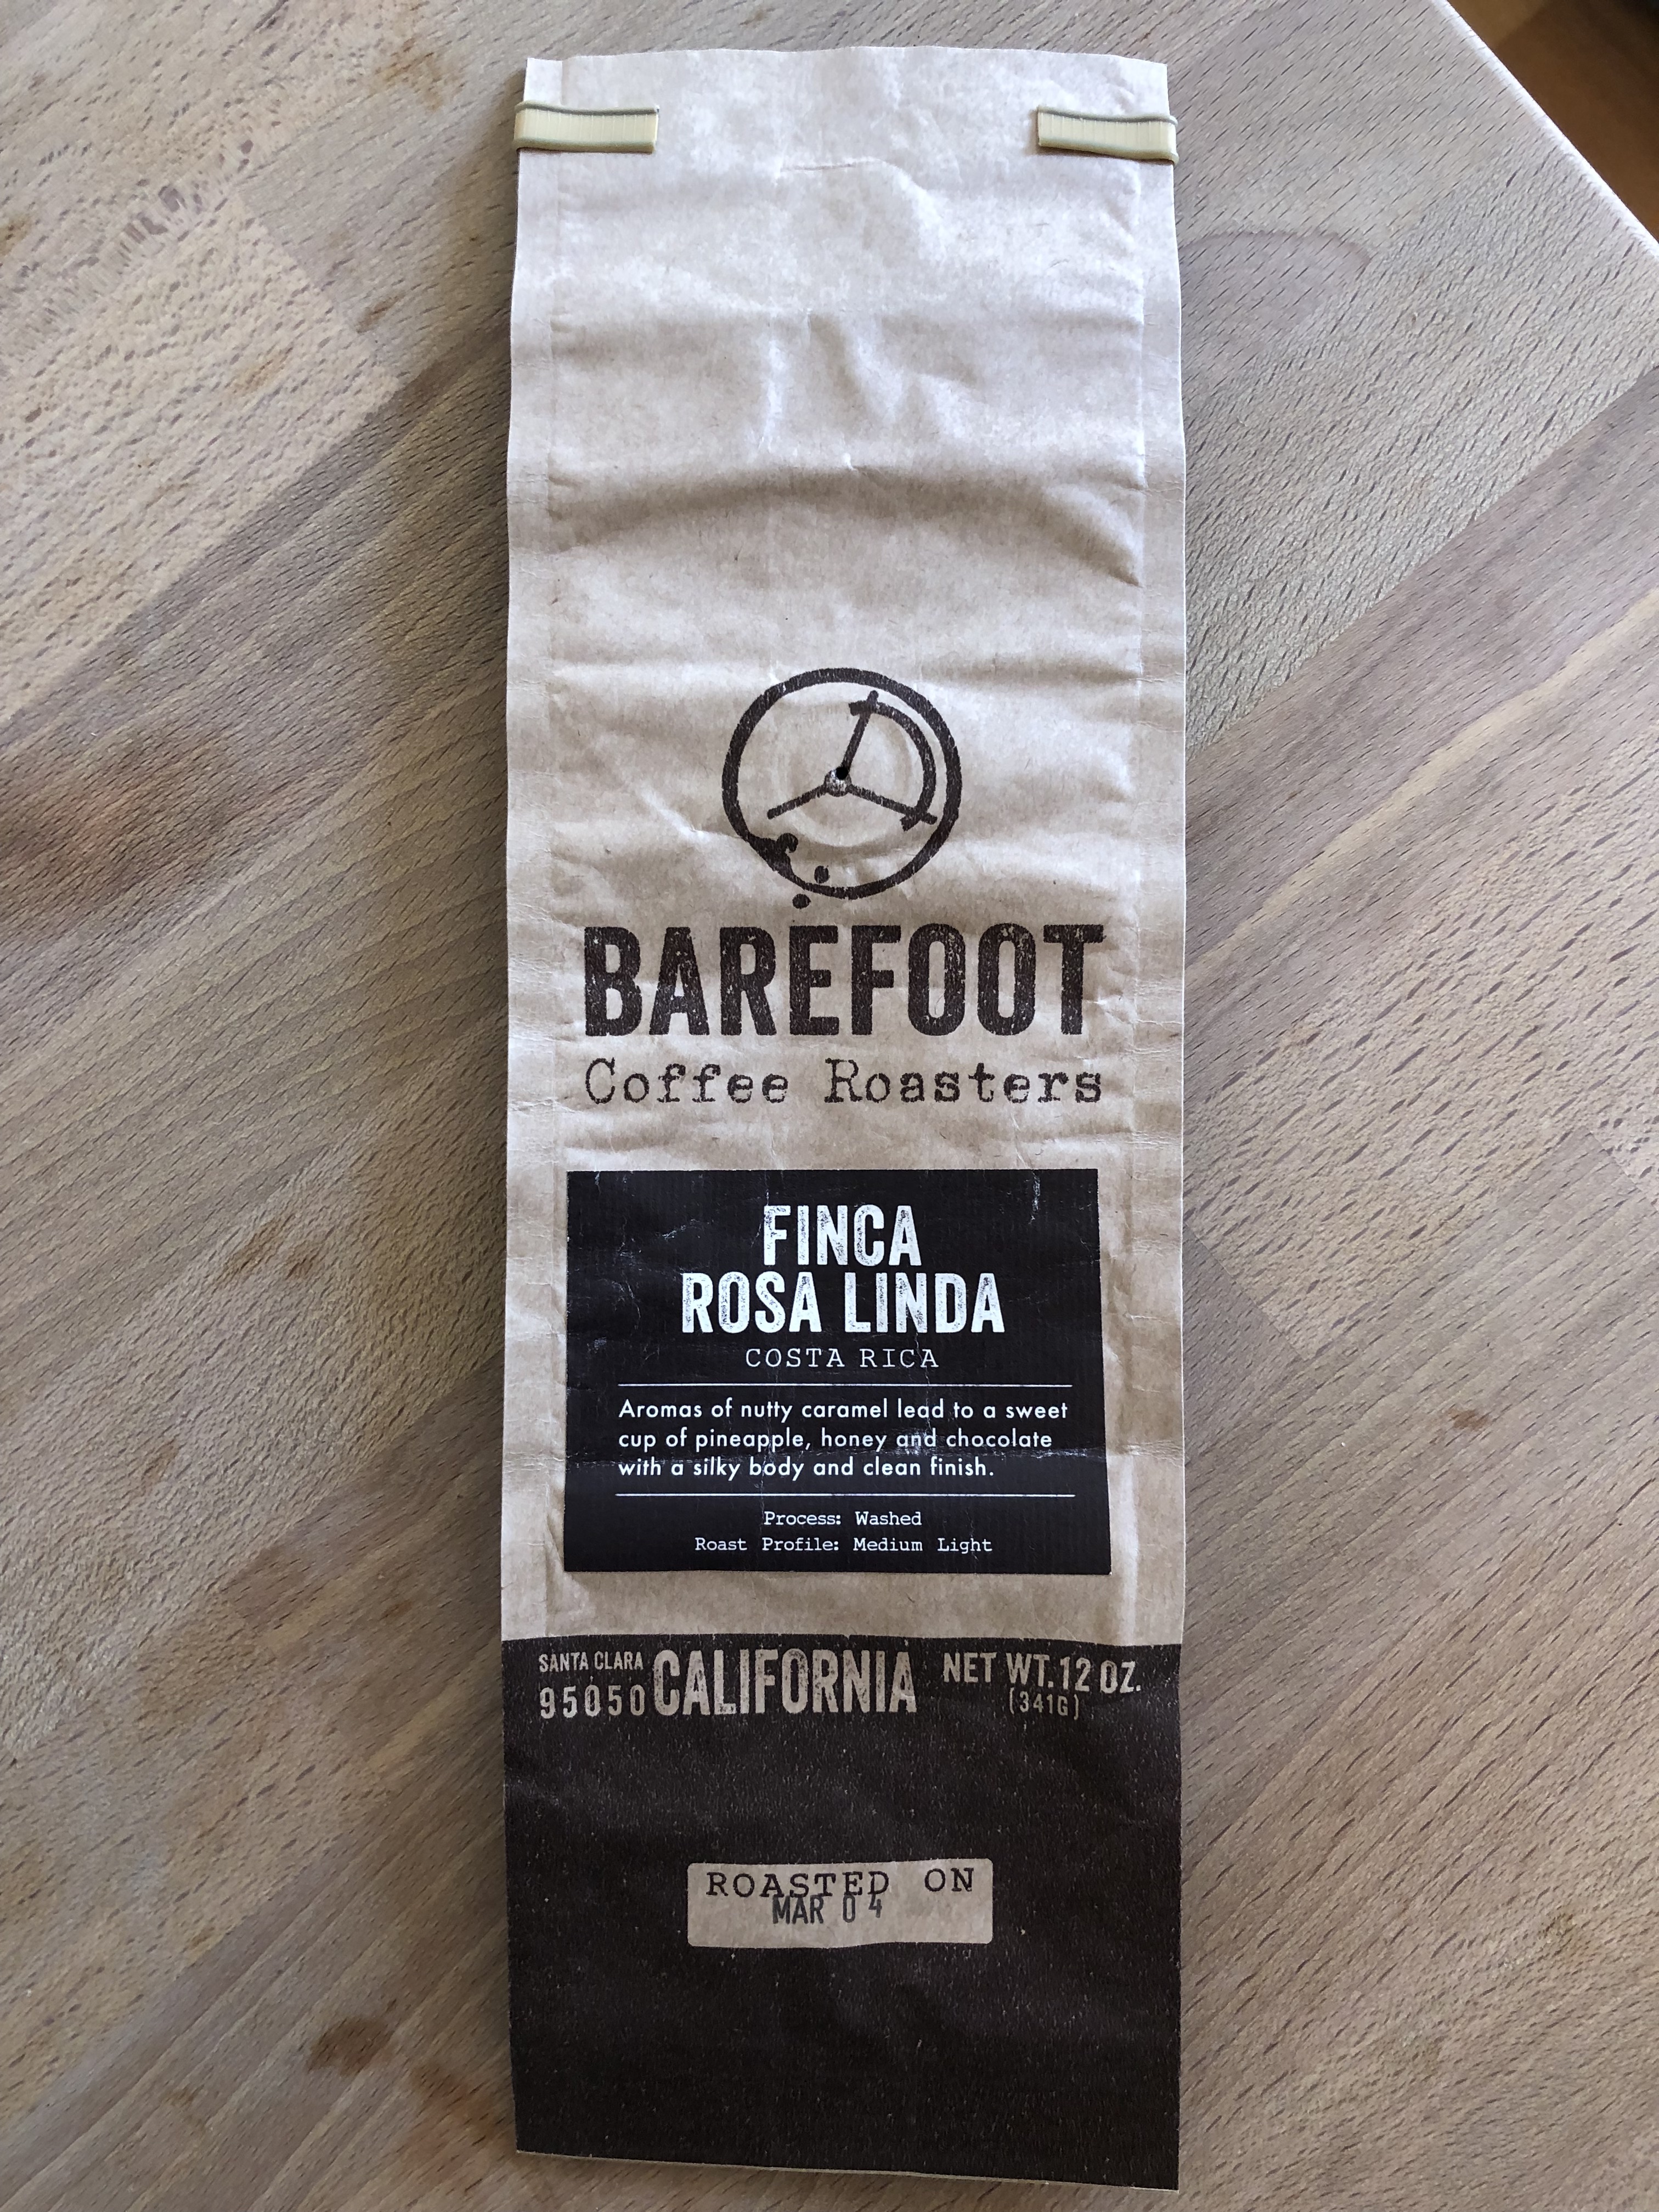 BAREFOOT
Coffee Roasters
FINCA
ROSA LINDA
COSTA RICA
Aromas of nutty caramel lead to a sweet
cup of pineapple, honey and chocolate
with a silky body and clean finish.
Process: Washed
Roast Profile: Medium Light
SANTA CLARA
95050
CALIFORNIA
NET WT. 12 OZ.
(341G)
ROASTED ON
MAR 04